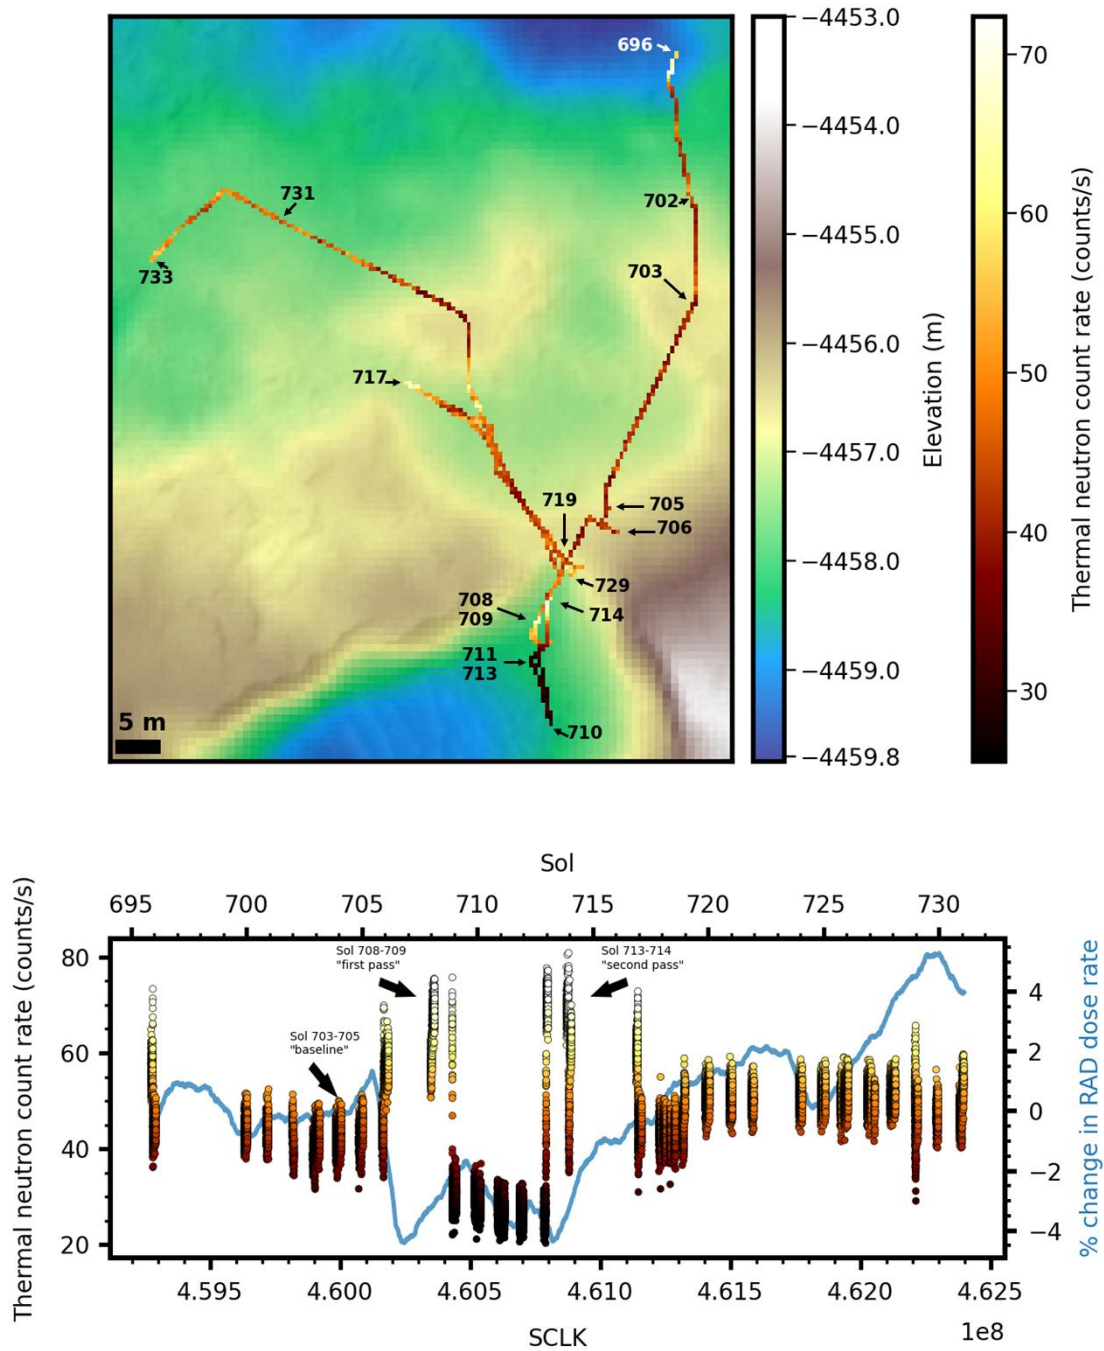 696
702
703
705
706
708
709
711
713
710
714
729
719
717
731
733
5 m
−4453.0
−4454.0
−4455.0
−4456.0
−4457.0
−4458.0
−4459.0
−4459.8
Elevation (m)
70
60
50
40
30
Thermal neutron count rate (counts/s)
Sol
695 700 705 710 715 720 725 730
Thermal neutron count rate (counts/s)
80
60
40
20
Sol 708-709
"first pass"
Sol 713-714
"second pass"
Sol 703-705
"baseline"
4
2
0
−2
−4
% change in RAD dose rate
4.595 4.600 4.605 4.610 4.615 4.620 4.625
1e8
SCLK